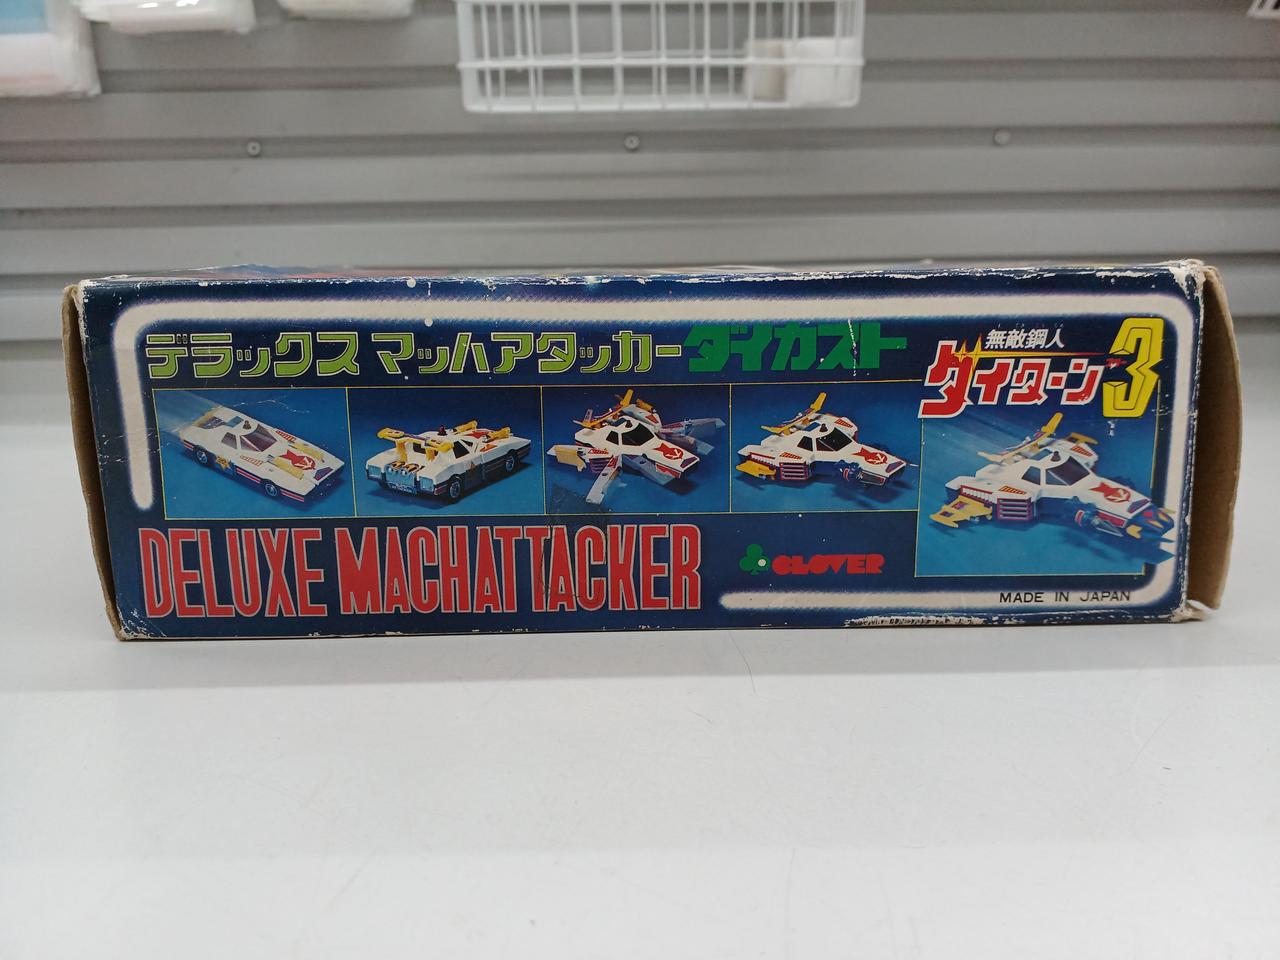 デラックス マッハアタッカー ダイカスト
無敵鋼人
ダイターン3
DELUXE MACHATTACKER
CLOVER
MADE IN JAPAN